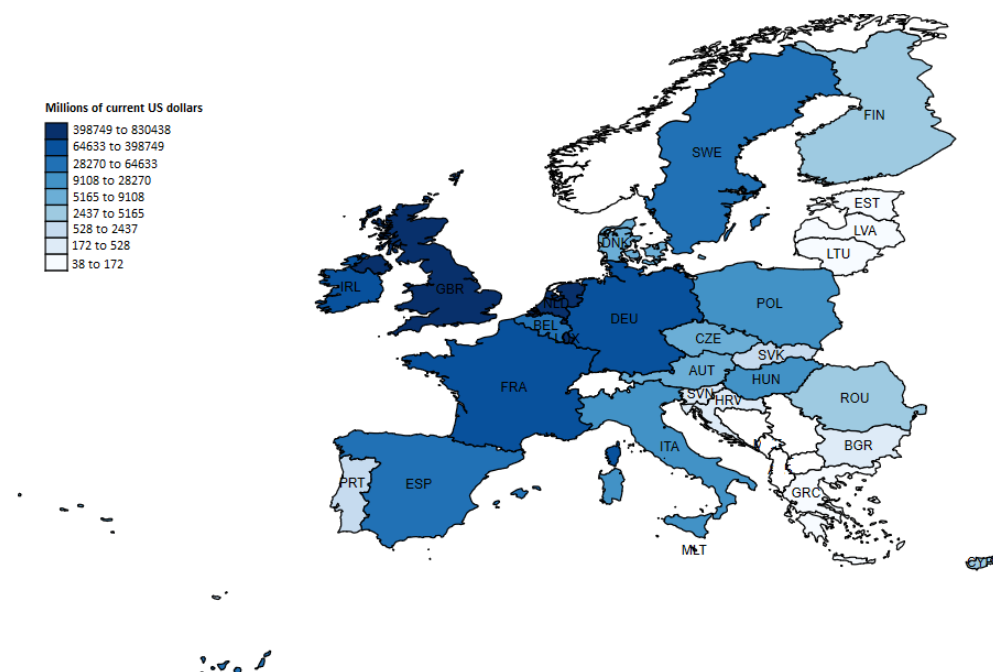 Millions of current US dollars
398749 to 830438
64633 to 398749
28270 to 64633
9108 to 28270
5165 to 9108
2437 to 5165
528 to 2437
172 to 528
38 to 172
FIN
SWE
EST
LVA
LTU
DNK
IRL
GBR
NLD
DEU
POL
BEL
LUX
CZE
SVK
AUT
HUN
FRA
SVN
HRV
ROU
ITA
BGR
PRT
ESP
GRC
MLT
CYP